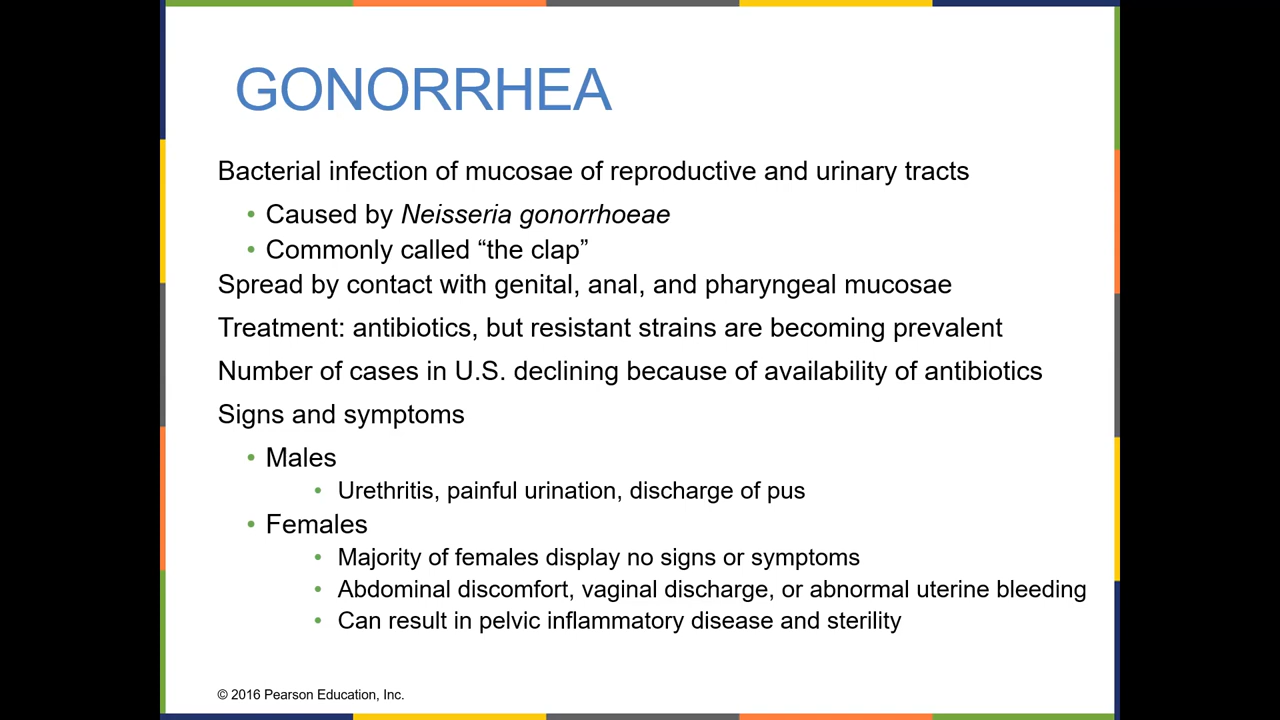 GONORRHEA
Bacterial infection of mucosae of reproductive and urinary tracts
• Caused by Neisseria gonorrhoeae
• Commonly called “the clap”
Spread by contact with genital, anal, and pharyngeal mucosae
Treatment: antibiotics, but resistant strains are becoming prevalent
Number of cases in U.S. declining because of availability of antibiotics
Signs and symptoms
• Males
• Urethritis, painful urination, discharge of pus
• Females
• Majority of females display no signs or symptoms
• Abdominal discomfort, vaginal discharge, or abnormal uterine bleeding
• Can result in pelvic inflammatory disease and sterility
© 2016 Pearson Education, Inc.